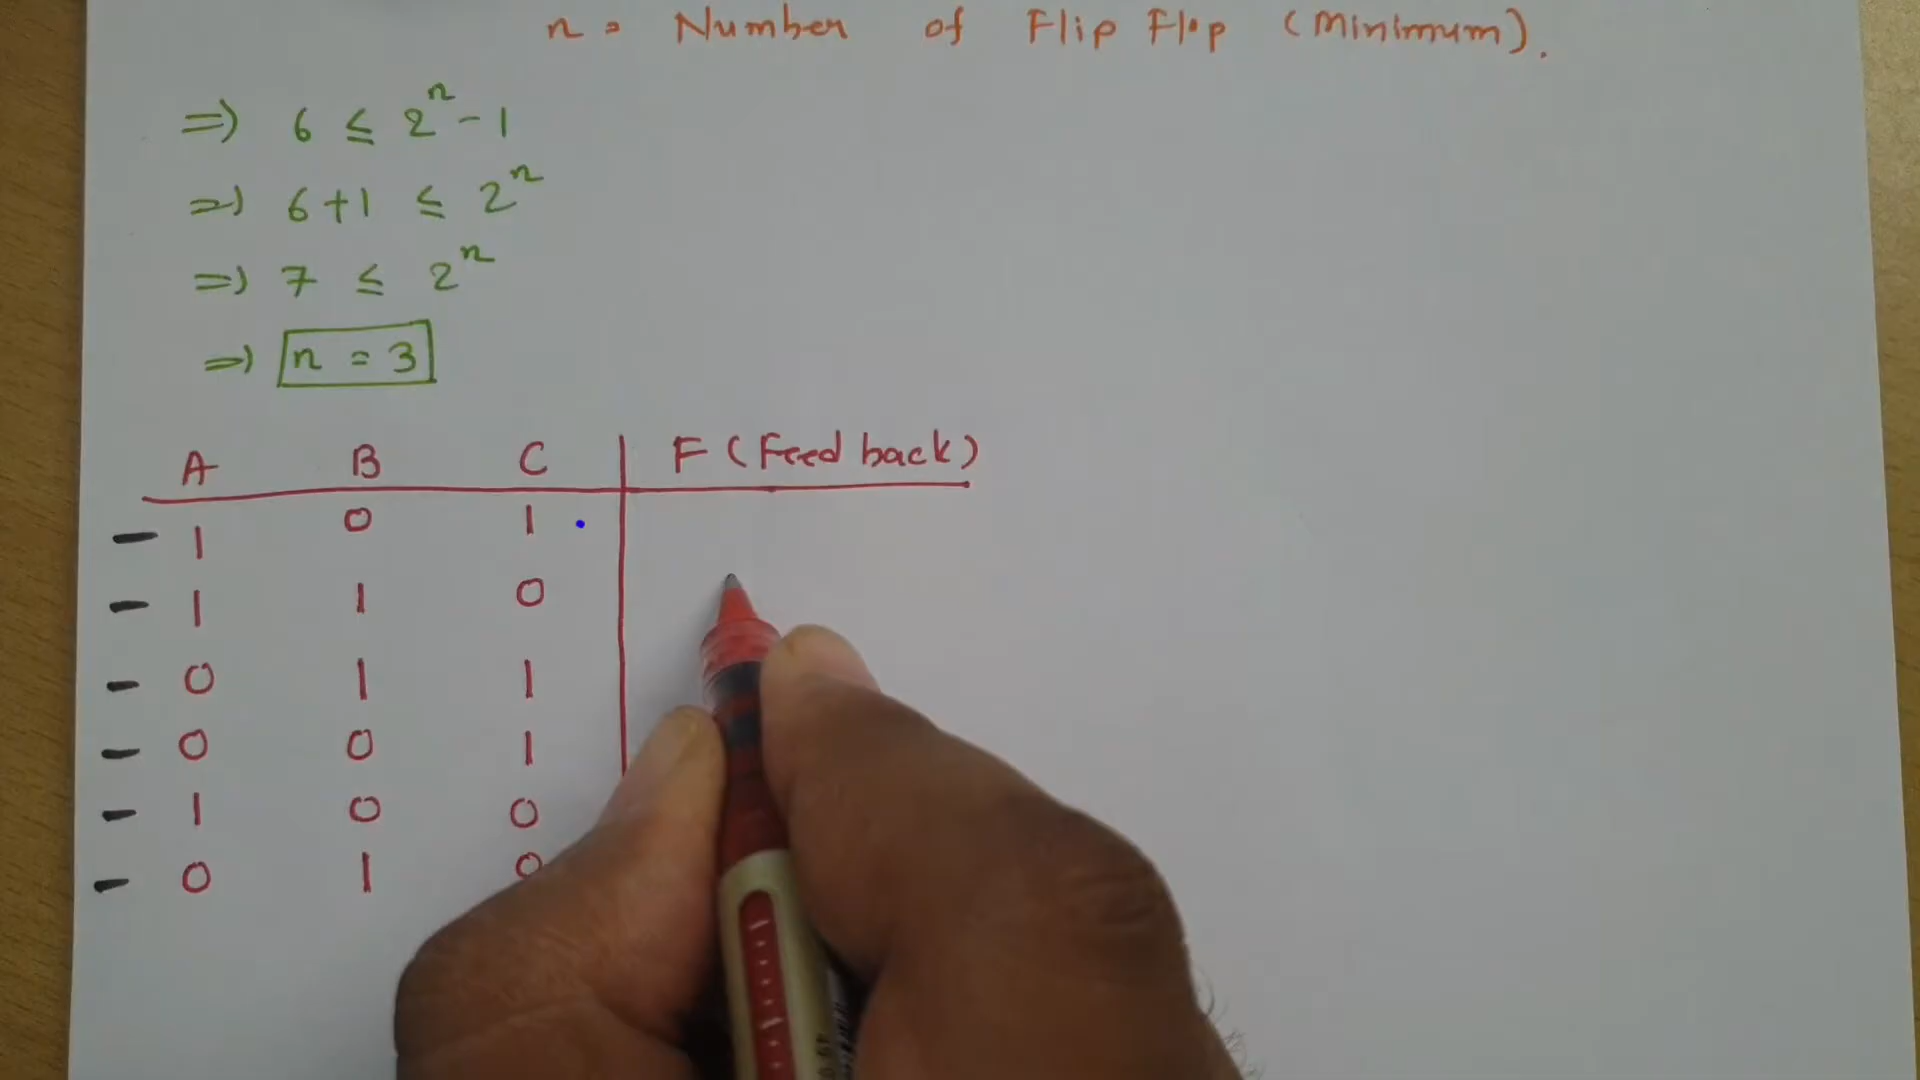 n = Number of Flip Flop (Minimum).
=> 6 ≤ 2^n - 1
=> 6+1 ≤ 2^n
=> 7 ≤ 2^n
=> n = 3
A B C F (Feed back)
- 1 0 1
- 1 1 0
- 0 1 1
- 0 0 1
- 1 0 0
- 0 1 0